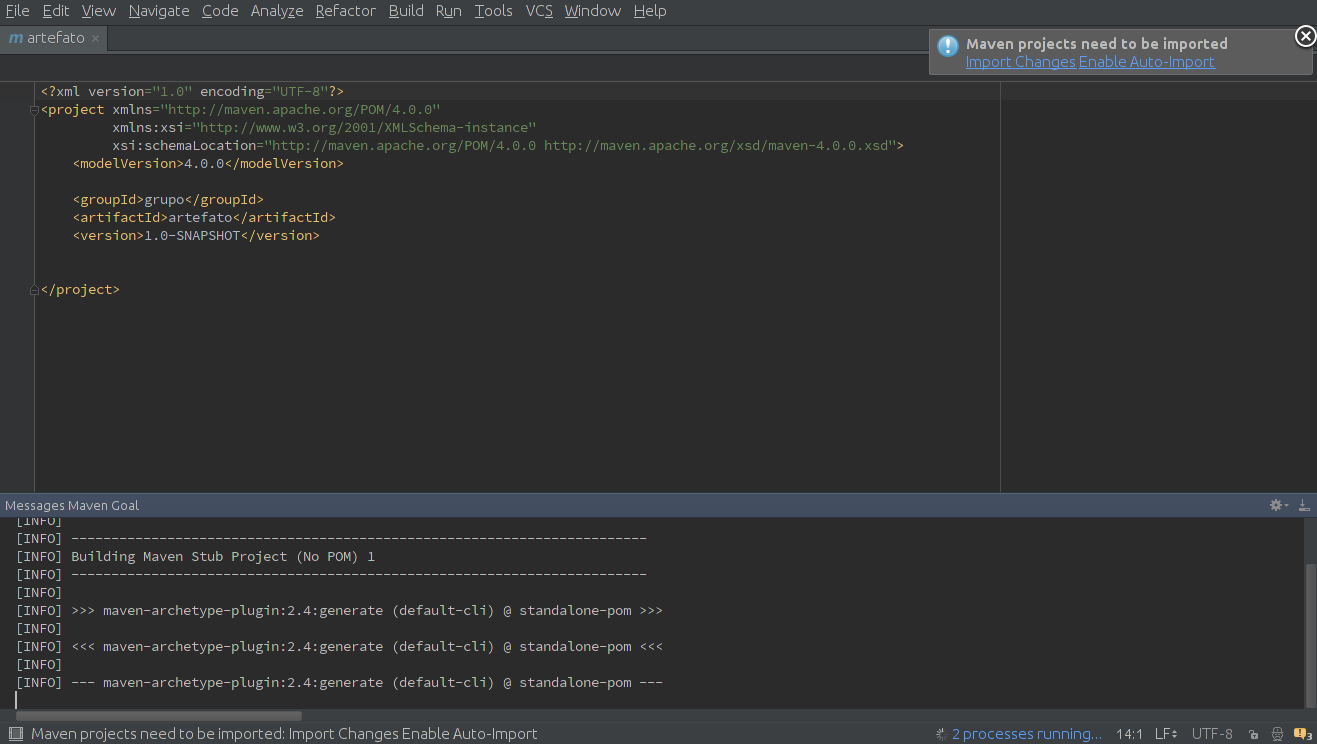 File Edit View Navigate Code Analyze Refactor Build Run Tools VCS Window Help
m artefato
Maven projects need to be imported
Import Changes Enable Auto-Import
<?xml version="1.0" encoding="UTF-8"?>
<project xmlns="http://maven.apache.org/POM/4.0.0"
xmlns:xsi="http://www.w3.org/2001/XMLSchema-instance"
xsi:schemaLocation="http://maven.apache.org/POM/4.0.0 http://maven.apache.org/xsd/maven-4.0.0.xsd">
<modelVersion>4.0.0</modelVersion>
<groupId>grupo</groupId>
<artifactId>artefato</artifactId>
<version>1.0-SNAPSHOT</version>
</project>
Messages Maven Goal
[INFO]
[INFO] ------------------------------------------------------------------------
[INFO] Building Maven Stub Project (No POM) 1
[INFO] ------------------------------------------------------------------------
[INFO]
[INFO] >>> maven-archetype-plugin:2.4:generate (default-cli) @ standalone-pom >>>
[INFO]
[INFO] <<< maven-archetype-plugin:2.4:generate (default-cli) @ standalone-pom <<<
[INFO]
[INFO] --- maven-archetype-plugin:2.4:generate (default-cli) @ standalone-pom ---
Maven projects need to be imported: Import Changes Enable Auto-Import 2 processes running... 14:1 LF UTF-8 3